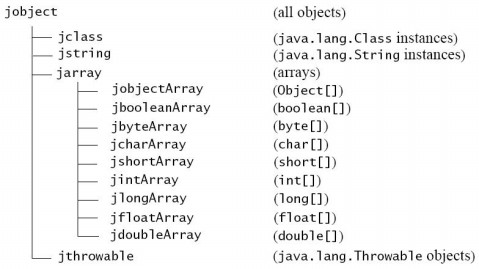 jobject (all objects)
jclass (java.lang.Class instances)
jstring (java.lang.String instances)
jarray (arrays)
jobjectArray (Object[])
jbooleanArray (boolean[])
jbyteArray (byte[])
jcharArray (char[])
jshortArray (short[])
jintArray (int[])
jlongArray (long[])
jfloatArray (float[])
jdoubleArray (double[])
jthrowable (java.lang.Throwable objects)